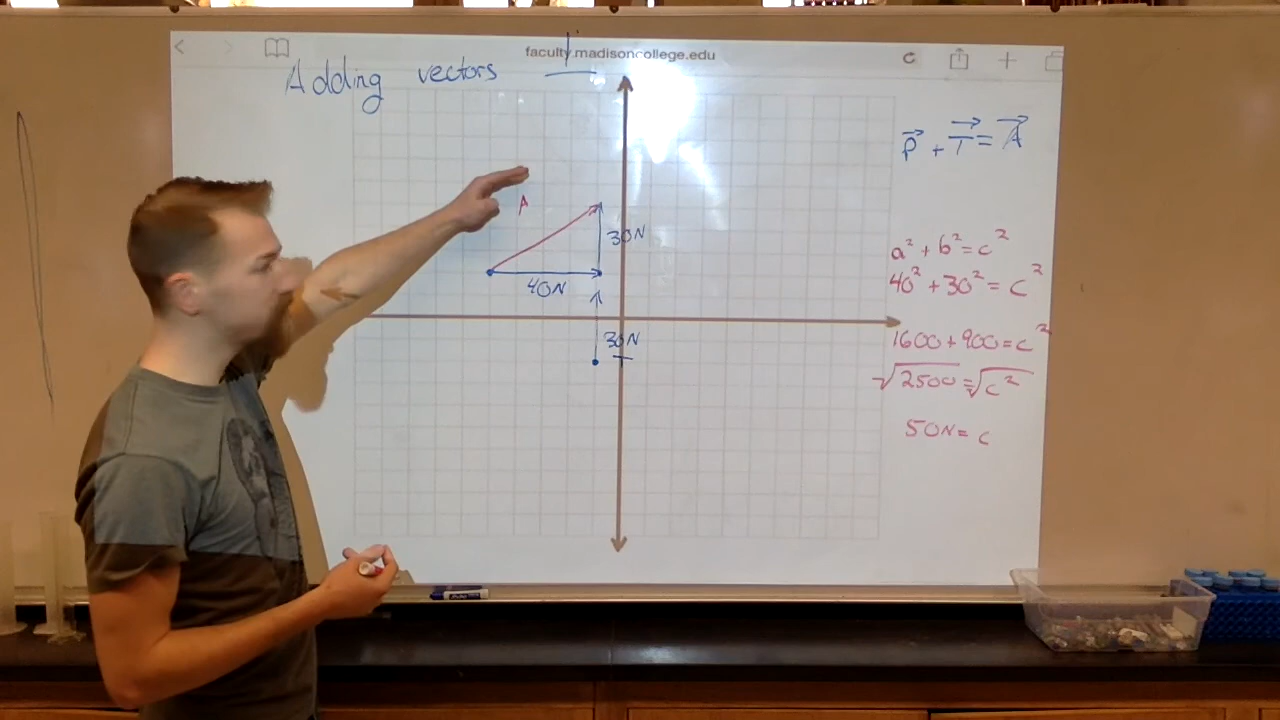 faculty.madisoncollege.edu
Adding vectors
P + T = A
A
30N
40N
30N
a² + b² = c²
40² + 30² = c²
1600 + 900 = c²
√2500 = √c²
50N = c